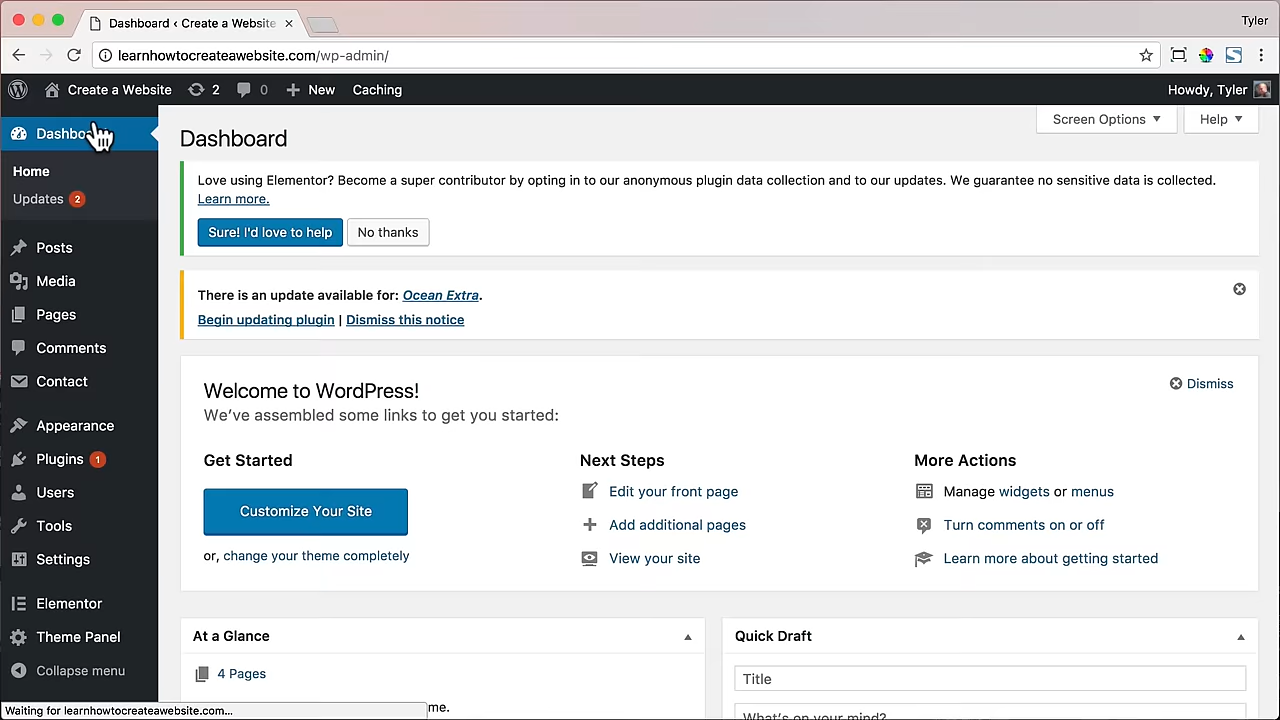 Dashboard ‹ Create a Website
Tyler
learnhowtocreateawebsite.com/wp-admin/
Create a Website 2 0 New Caching
Howdy, Tyler
Dashbo
Home
Updates 2
Posts
Media
Pages
Comments
Contact
Appearance
Plugins 1
Users
Tools
Settings
Elementor
Theme Panel
Collapse menu
Screen Options
Help
Dashboard
Love using Elementor? Become a super contributor by opting in to our anonymous plugin data collection and to our updates. We guarantee no sensitive data is collected.
Learn more.
Sure! I'd love to help
No thanks
There is an update available for: Ocean Extra.
Begin updating plugin | Dismiss this notice
Welcome to WordPress!
Dismiss
We’ve assembled some links to get you started:
Get Started
Customize Your Site
or, change your theme completely
Next Steps
Edit your front page
Add additional pages
View your site
More Actions
Manage widgets or menus
Turn comments on or off
Learn more about getting started
At a Glance
4 Pages
me.
Quick Draft
Title
What's on your mind?
Waiting for learnhowtocreateawebsite.com...